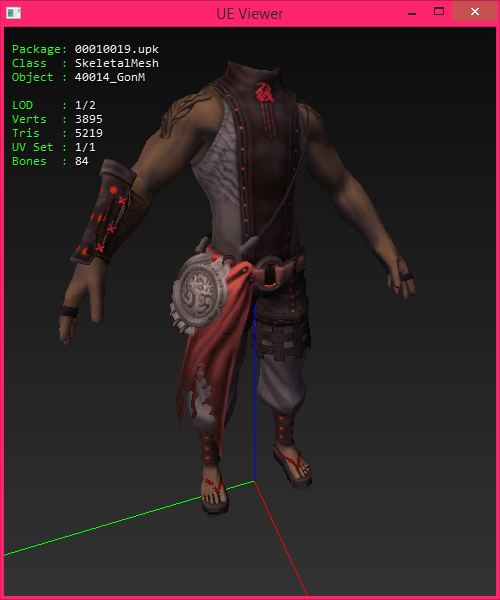 UE Viewer
Package: 00010019.upk
Class  : SkeletalMesh
Object : 40014_GonM
LOD    : 1/2
Verts  : 3895
Tris   : 5219
UV Set : 1/1
Bones  : 84